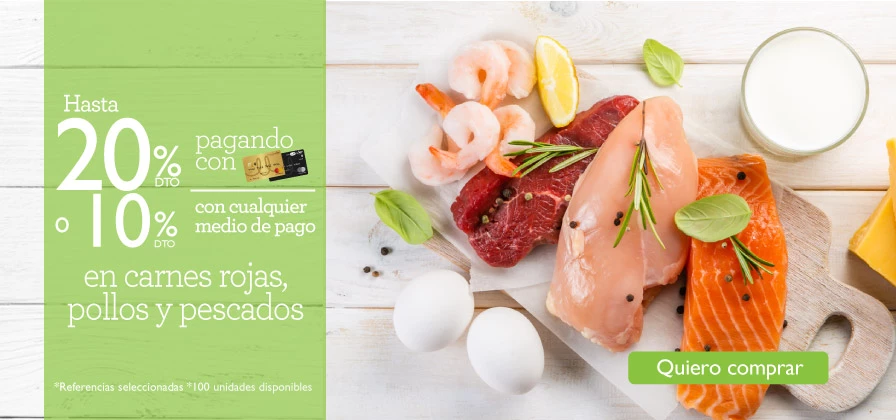 Hasta
20%
DTO
pagando
con
o 10%
DTO
con cualquier
medio de pago
en carnes rojas,
pollos y pescados
*Referencias seleccionadas *100 unidades disponibles
Quiero comprar